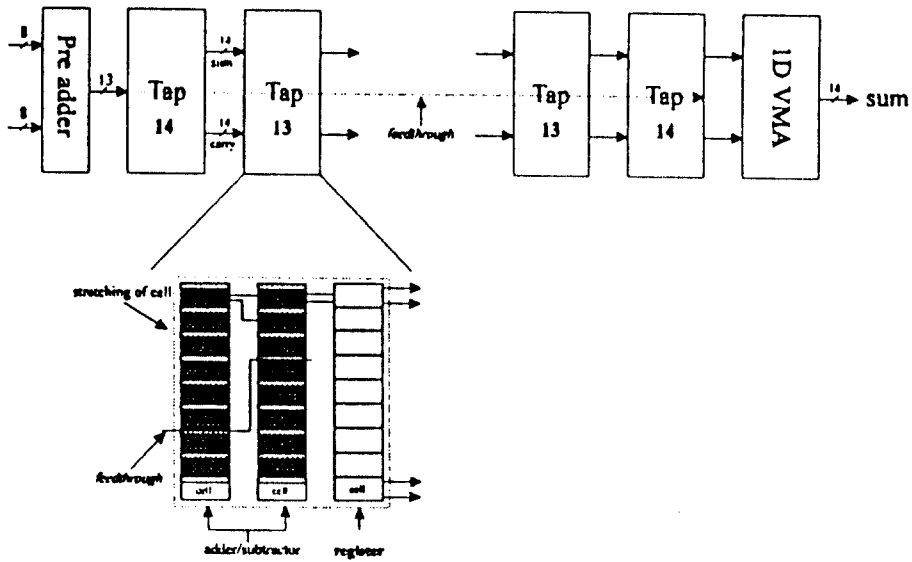 8
8
Pre adder
13
Tap
14
14
sum
14
carry
Tap
13
feedthrough
Tap
13
Tap
14
1D VMA
14
sum
stretching of cell
feedthrough
cell
cell
cell
adder/subtractor
register